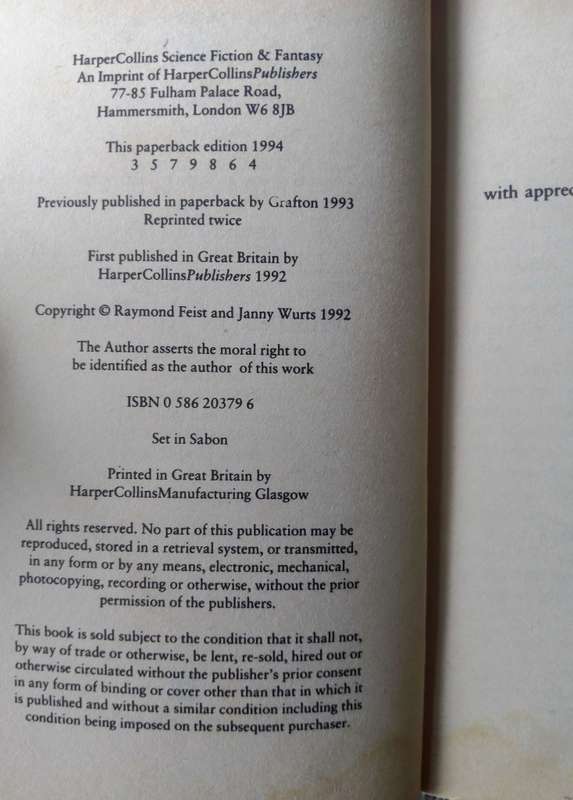 HarperCollins Science Fiction & Fantasy
An Imprint of HarperCollinsPublishers
77-85 Fulham Palace Road,
Hammersmith, London W6 8JB
This paperback edition 1994
3 5 7 9 8 6 4
Previously published in paperback by Grafton 1993
Reprinted twice
First published in Great Britain by
HarperCollinsPublishers 1992
Copyright © Raymond Feist and Janny Wurts 1992
The Author asserts the moral right to
be identified as the author of this work
ISBN 0 586 20379 6
Set in Sabon
Printed in Great Britain by
HarperCollinsManufacturing Glasgow
All rights reserved. No part of this publication may be
reproduced, stored in a retrieval system, or transmitted,
in any form or by any means, electronic, mechanical,
photocopying, recording or otherwise, without the prior
permission of the publishers.
This book is sold subject to the condition that it shall not,
by way of trade or otherwise, be lent, re-sold, hired out or
otherwise circulated without the publisher's prior consent
in any form of binding or cover other than that in which it
is published and without a similar condition including this
condition being imposed on the subsequent purchaser.
with